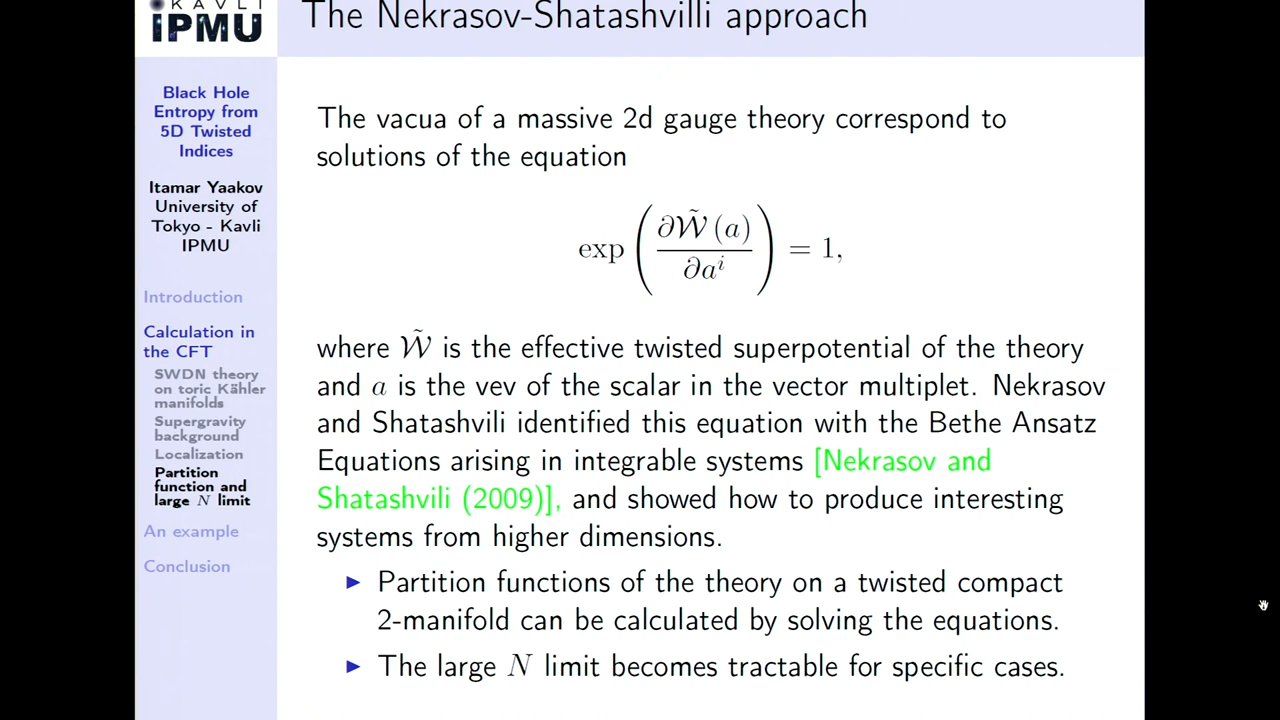 KAVLI
IPMU
The Nekrasov-Shatashvilli approach
Black Hole
Entropy from
5D Twisted
Indices
Itamar Yaakov
University of
Tokyo - Kavli
IPMU
Introduction
Calculation in
the CFT
SWDN theory
on toric Kähler
manifolds
Supergravity
background
Localization
Partition
function and
large N limit
An example
Conclusion
The vacua of a massive 2d gauge theory correspond to
solutions of the equation
exp ( ∂W̃ (a) / ∂aⁱ ) = 1,
where W̃ is the effective twisted superpotential of the theory
and a is the vev of the scalar in the vector multiplet. Nekrasov
and Shatashvili identified this equation with the Bethe Ansatz
Equations arising in integrable systems [Nekrasov and
Shatashvili (2009)], and showed how to produce interesting
systems from higher dimensions.
▶ Partition functions of the theory on a twisted compact
2-manifold can be calculated by solving the equations.
▶ The large N limit becomes tractable for specific cases.